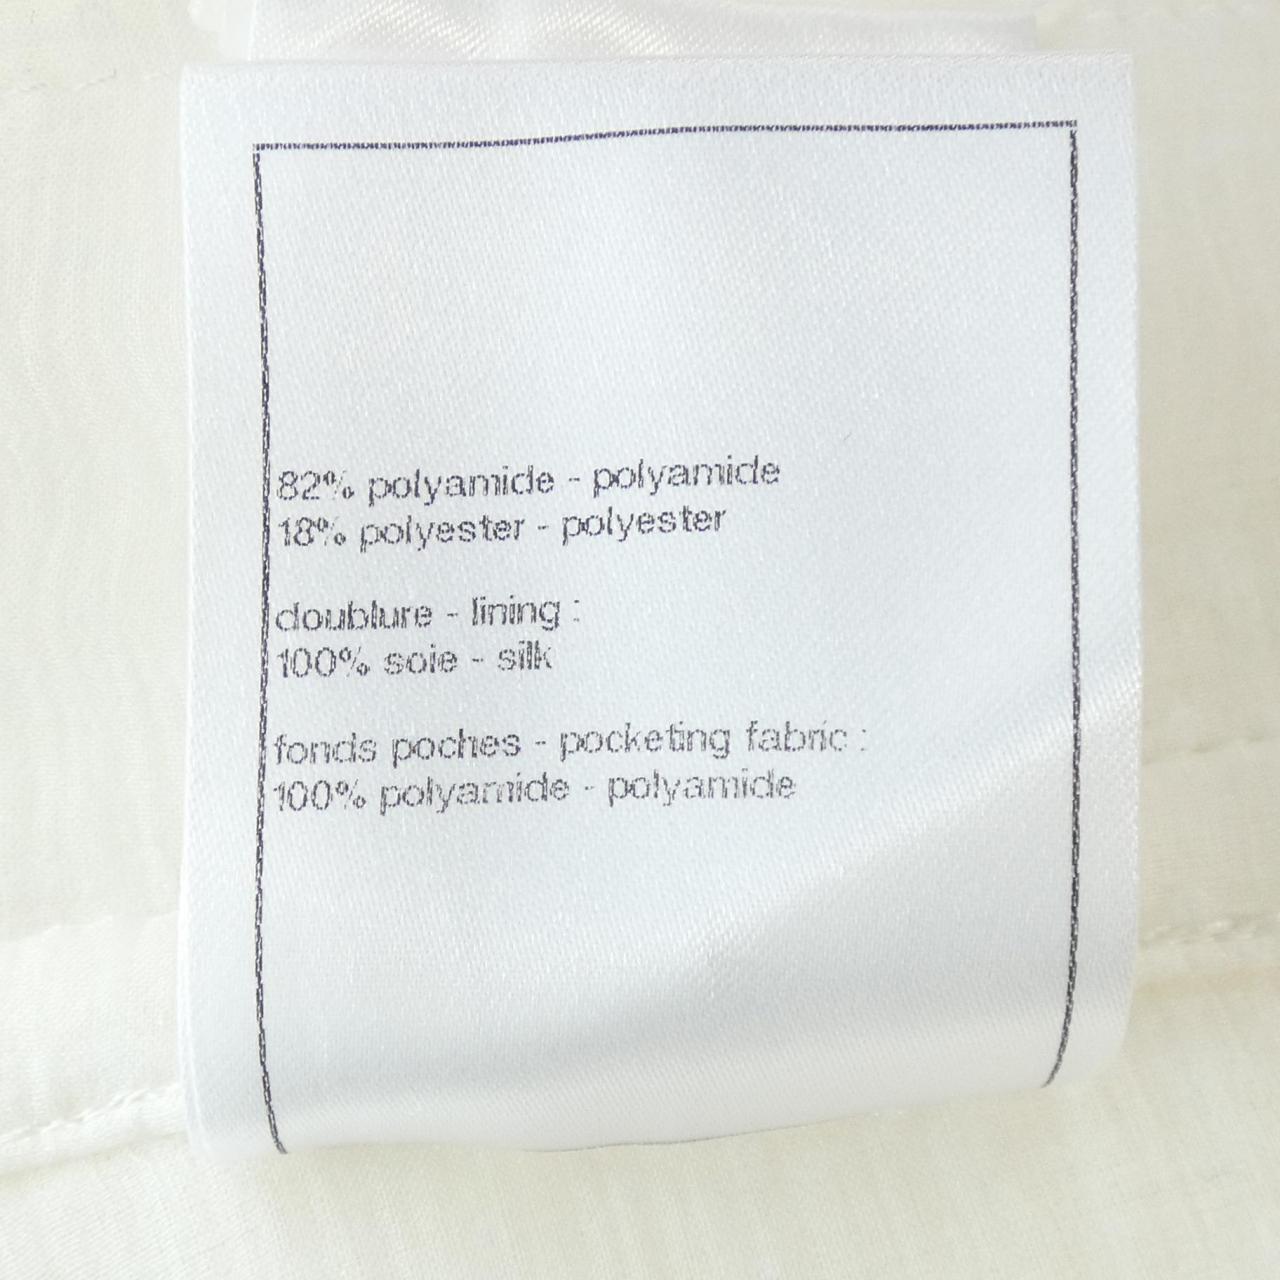 82% polyamide - polyamide
18% polyester - polyester
doublure - lining :
100% soie - silk
fonds poches - pocketing fabric :
100% polyamide - polyamide